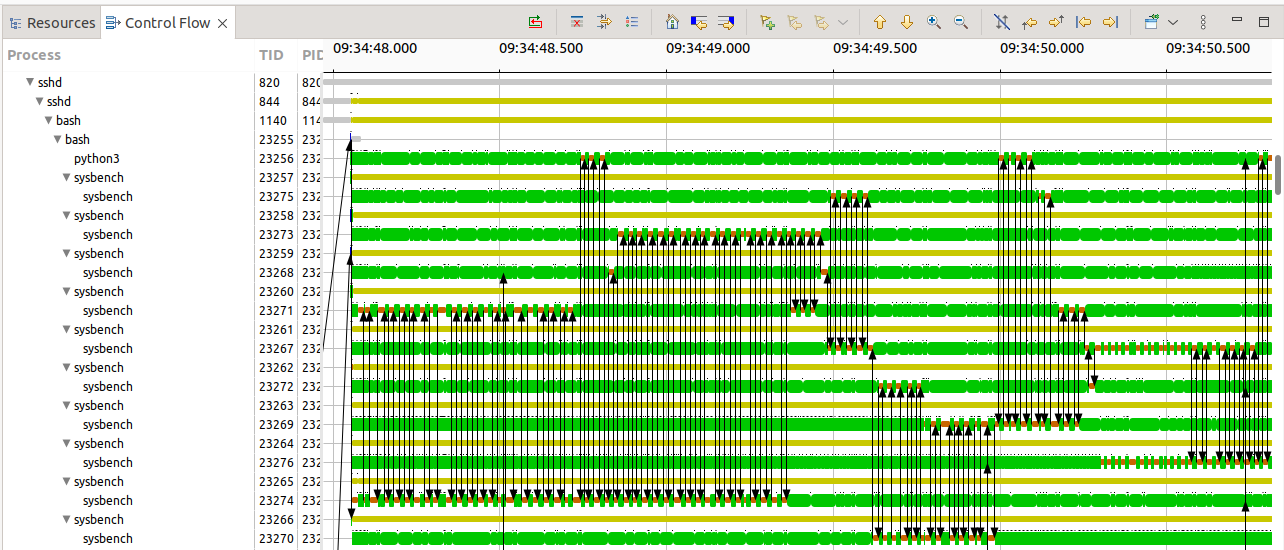 Resources Control Flow
Process TID PID 09:34:48.000 09:34:48.500 09:34:49.000 09:34:49.500 09:34:50.000 09:34:50.500
sshd 820 820
sshd 844 844
bash 1140 114
bash 23255 232
python3 23256 232
sysbench 23257 232
sysbench 23275 232
sysbench 23258 232
sysbench 23273 232
sysbench 23259 232
sysbench 23268 232
sysbench 23260 232
sysbench 23271 232
sysbench 23261 232
sysbench 23267 232
sysbench 23262 232
sysbench 23272 232
sysbench 23263 232
sysbench 23269 232
sysbench 23264 232
sysbench 23276 232
sysbench 23265 232
sysbench 23274 232
sysbench 23266 232
sysbench 23270 232